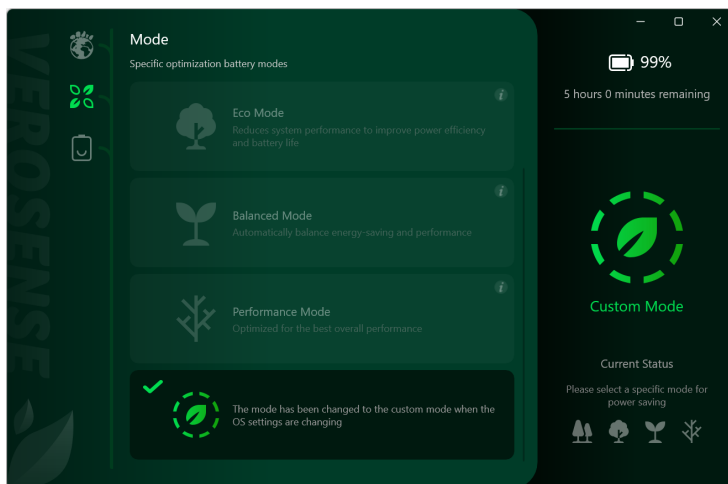 VEROSENSE
Mode
Specific optimization battery modes
Eco Mode
Reduces system performance to improve power efficiency
and battery life
Balanced Mode
Automatically balance energy-saving and performance
Performance Mode
Optimized for the best overall performance
The mode has been changed to the custom mode when the
OS settings are changing
99%
5 hours 0 minutes remaining
Custom Mode
Current Status
Please select a specific mode for
power saving